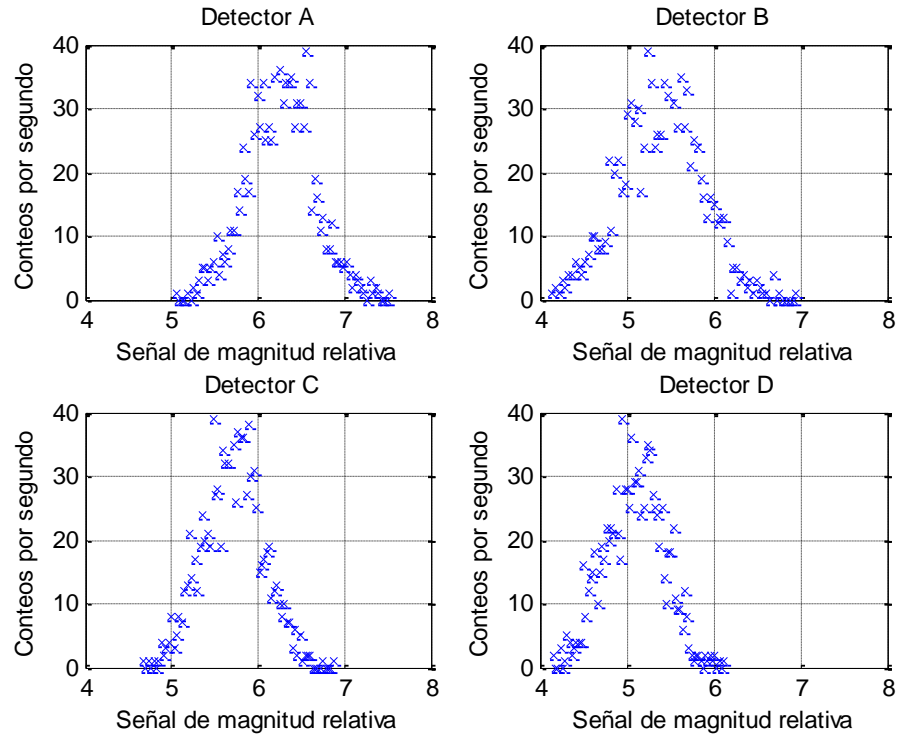 Detector A
Conteos por segundo
40
30
20
10
0
4 5 6 7 8
Señal de magnitud relativa
Detector B
Conteos por segundo
40
30
20
10
0
4 5 6 7 8
Señal de magnitud relativa
Detector C
Conteos por segundo
40
30
20
10
0
4 5 6 7 8
Señal de magnitud relativa
Detector D
Conteos por segundo
40
30
20
10
0
4 5 6 7 8
Señal de magnitud relativa